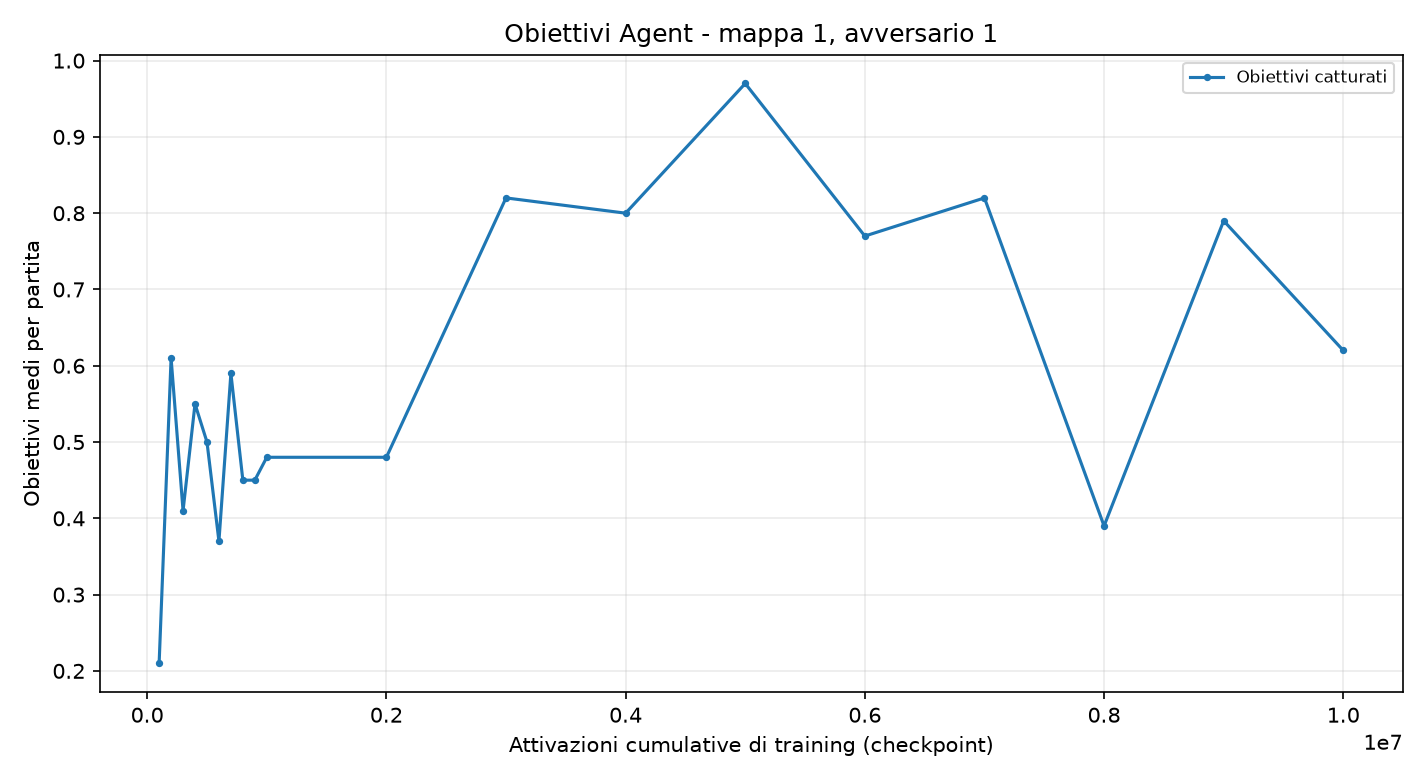 Obiettivi Agent - mappa 1, avversario 1
Obiettivi catturati
Obiettivi medi per partita
1.0
0.9
0.8
0.7
0.6
0.5
0.4
0.3
0.2
0.0 0.2 0.4 0.6 0.8 1.0
1e7
Attivazioni cumulative di training (checkpoint)